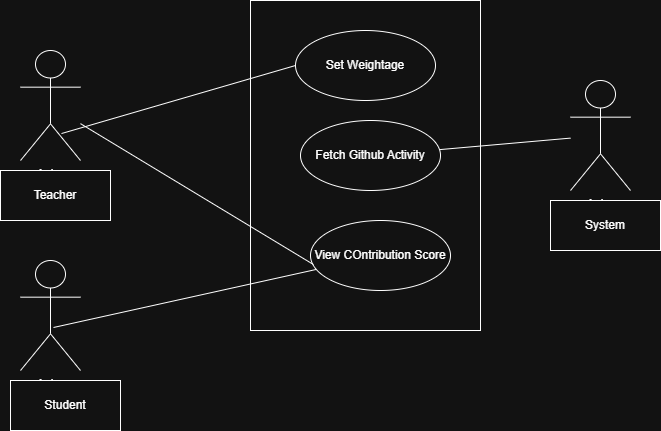 Set Weightage
Fetch Github Activity
Teacher
System
View COntribution Score
Student